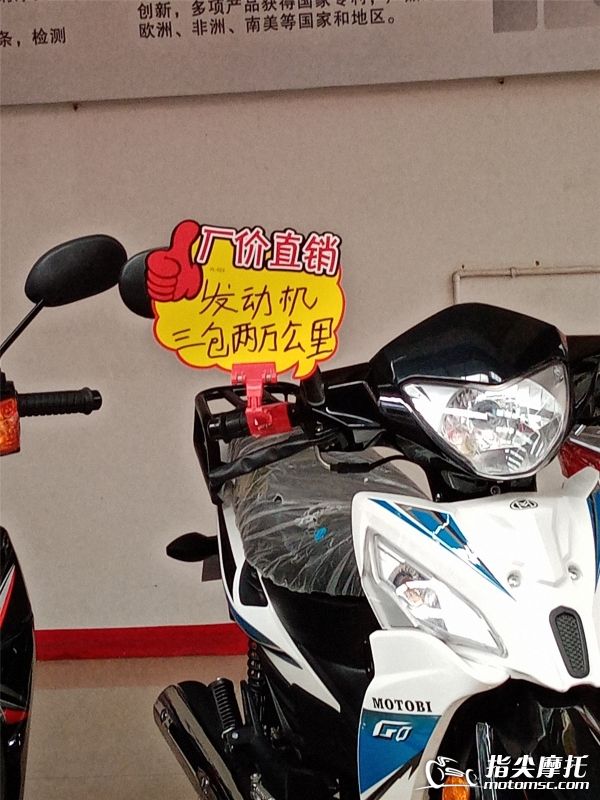 创新，多项产品获得国家专利，产品
欧洲、非洲、南美等国家和地区。
条，检测
厂价直销
发动机
三包两万公里
MOTOBI
GO
指尖摩托
motomsc.com